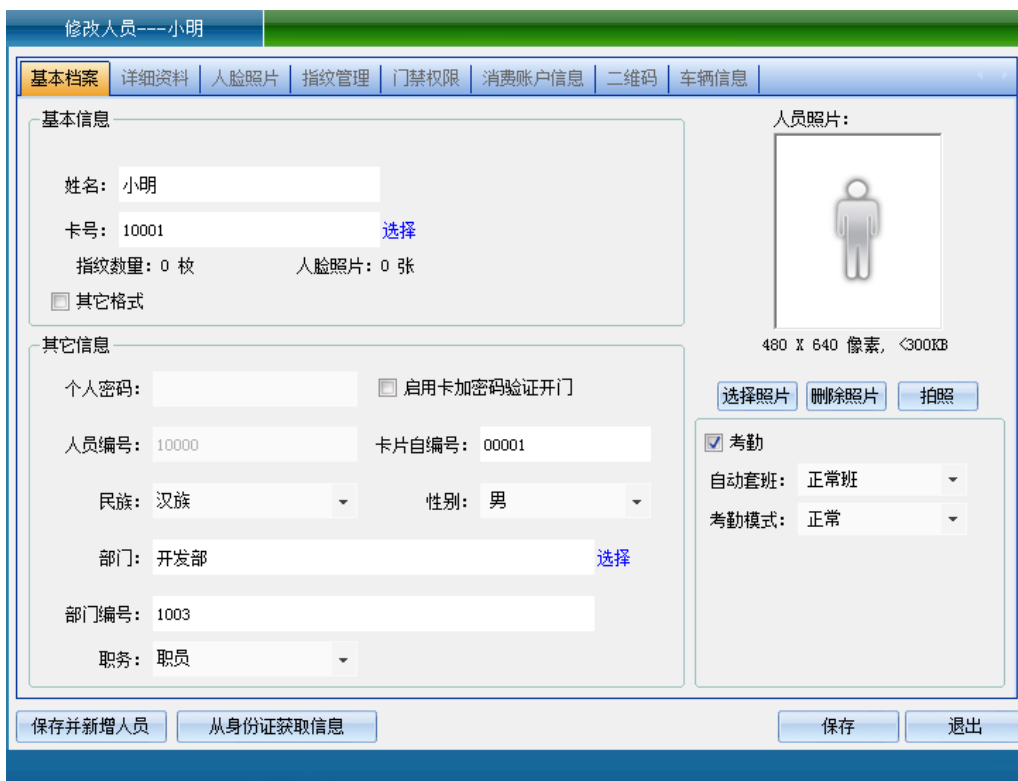 修改人员---小明
基本档案 详细资料 人脸照片 指纹管理 门禁权限 消费账户信息 二维码 车辆信息
基本信息
姓名: 小明
卡号: 10001 选择
指纹数量: 0 枚 人脸照片: 0 张
其它格式
人员照片:
480 X 640 像素, <300KB
选择照片 删除照片 拍照
其它信息
个人密码: 启用卡加密码验证开门
人员编号: 10000 卡片自编号: 00001
民族: 汉族 性别: 男
部门: 开发部 选择
部门编号: 1003
职务: 职员
考勤
自动套班: 正常班
考勤模式: 正常
保存并新增人员 从身份证获取信息 保存 退出